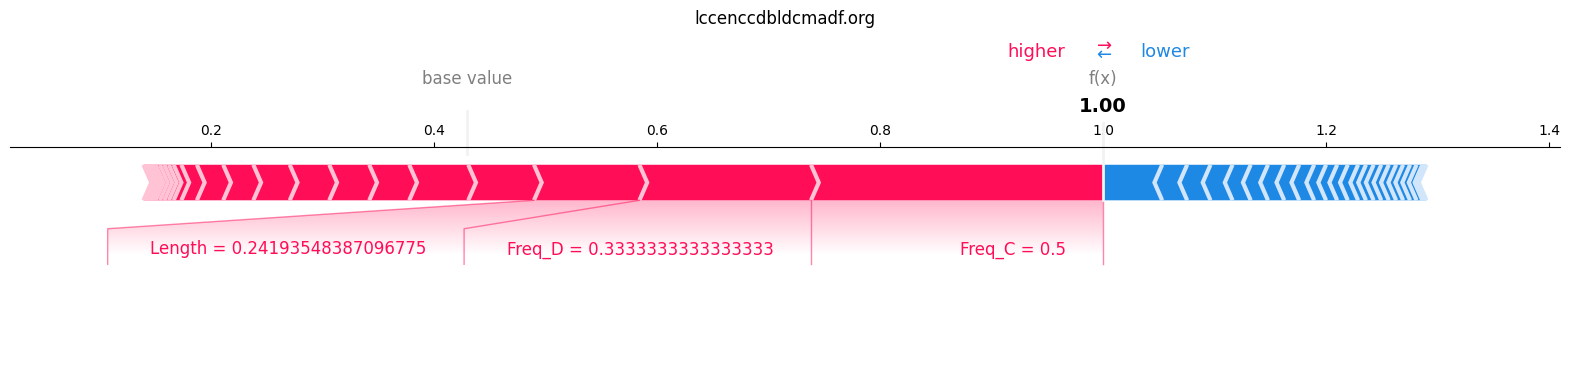 lccenccdbldcmadf.org
higher → ← lower
base value f(x)
1.00
0.2 0.4 0.6 0.8 1.0 1.2 1.4
Length = 0.24193548387096775 Freq_D = 0.3333333333333333 Freq_C = 0.5